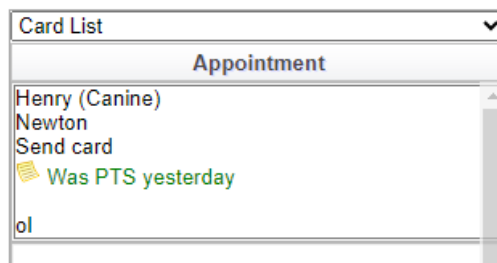 Card List
Appointment
Henry (Canine)
Newton
Send card
Was PTS yesterday
ol